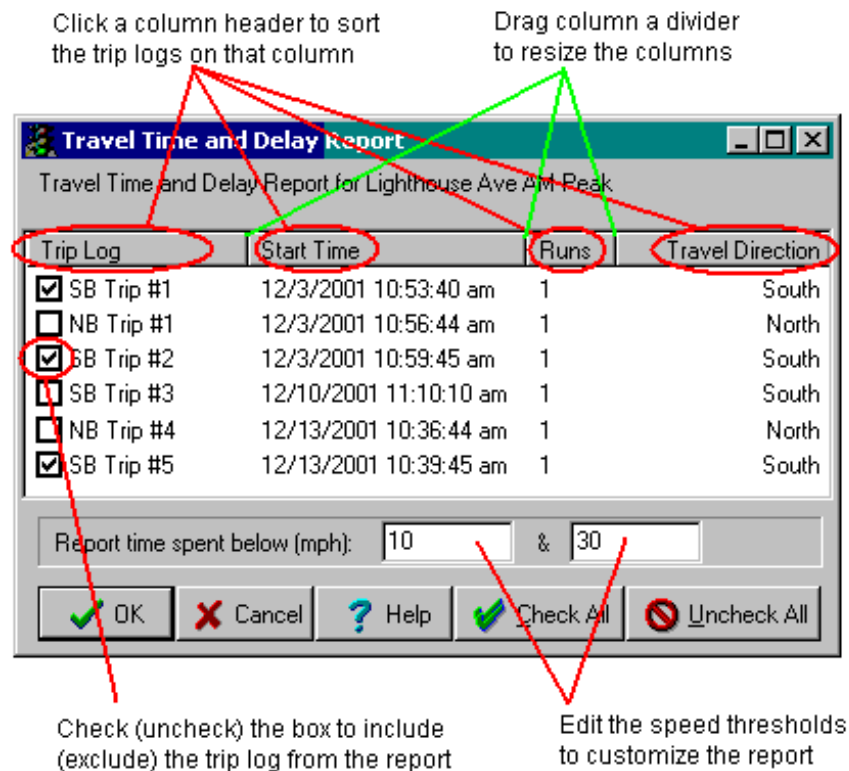 Click a column header to sort
the trip logs on that column
Drag column a divider
to resize the columns
Travel Time and Delay Report
Travel Time and Delay Report for Lighthouse Ave AM-Peak
Trip Log Start Time Runs Travel Direction
SB Trip #1 12/3/2001 10:53:40 am 1 South
NB Trip #1 12/3/2001 10:56:44 am 1 North
SB Trip #2 12/3/2001 10:59:45 am 1 South
SB Trip #3 12/10/2001 11:10:10 am 1 South
NB Trip #4 12/13/2001 10:36:44 am 1 North
SB Trip #5 12/13/2001 10:39:45 am 1 South
Report time spent below (mph): 10 & 30
OK Cancel Help Check All Uncheck All
Check (uncheck) the box to include
(exclude) the trip log from the report
Edit the speed thresholds
to customize the report